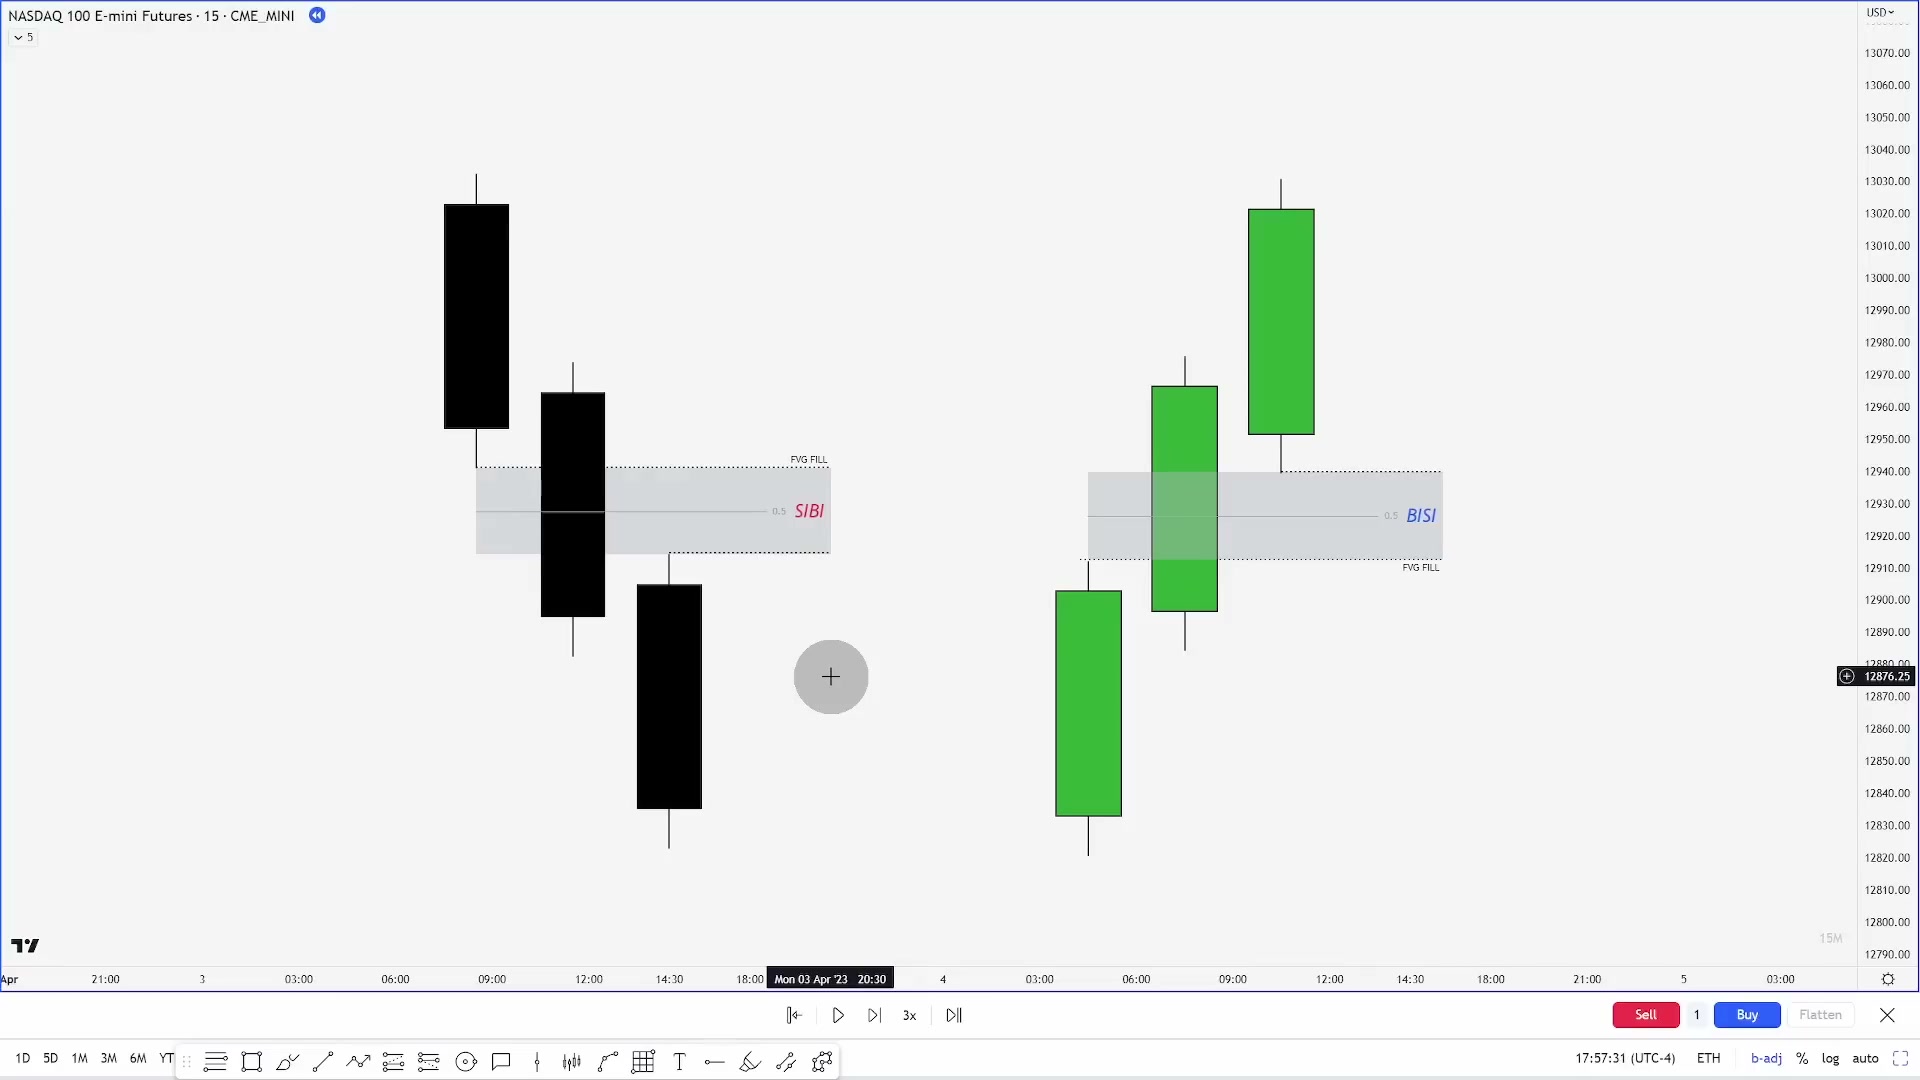 NASDAQ 100 E-mini Futures · 15 · CME_MINI
5
USD
13070.00
13060.00
13050.00
13040.00
13030.00
13020.00
13010.00
13000.00
12990.00
12980.00
12970.00
12960.00
12950.00
12940.00
12930.00
12920.00
12910.00
12900.00
12890.00
12880.00
12876.25
12870.00
12860.00
12850.00
12840.00
12830.00
12820.00
12810.00
12800.00
12790.00
FVG FILL
0.5 SIBI
0.5 BISI
FVG FILL
15M
Apr 21:00 3 03:00 06:00 09:00 12:00 14:30 18:00 Mon 03 Apr '23 20:30 4 03:00 06:00 09:00 12:00 14:30 18:00 21:00 5 03:00
3x
Sell 1 Buy Flatten
1D 5D 1M 3M 6M YT
T
17:57:31 (UTC-4) ETH b-adj % log auto